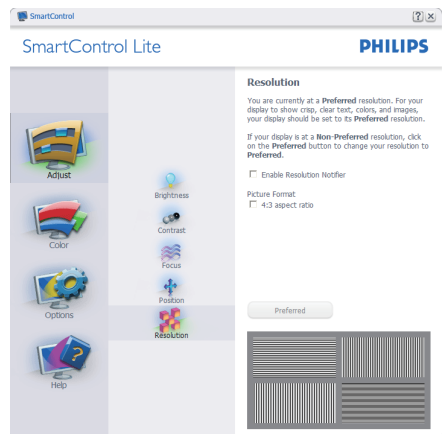 SmartControl
SmartControl Lite
PHILIPS
Adjust
Color
Options
Help
Brightness
Contrast
Focus
Position
Resolution
Resolution
You are currently at a Preferred resolution. For your
display to show crisp, clear text, colors, and images,
your display should be set to its Preferred resolution.
If your display is at a Non-Preferred resolution, click
on the Preferred button to change your resolution to
Preferred.
Enable Resolution Notifier
Picture Format
4:3 aspect ratio
Preferred